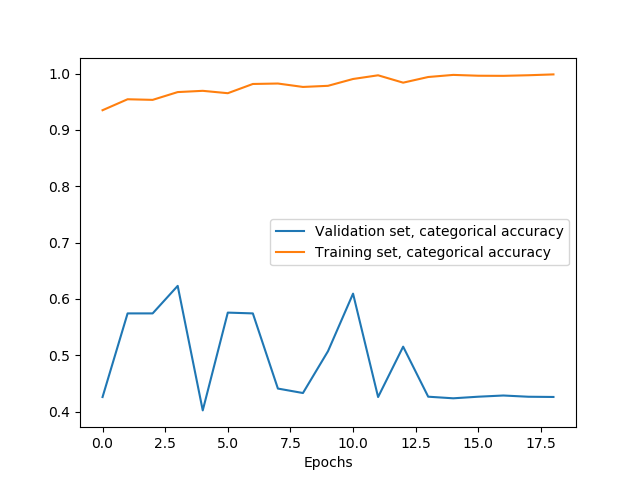 1.0
0.9
0.8
0.7
0.6
0.5
0.4
Validation set, categorical accuracy
Training set, categorical accuracy
0.0 2.5 5.0 7.5 10.0 12.5 15.0 17.5
Epochs